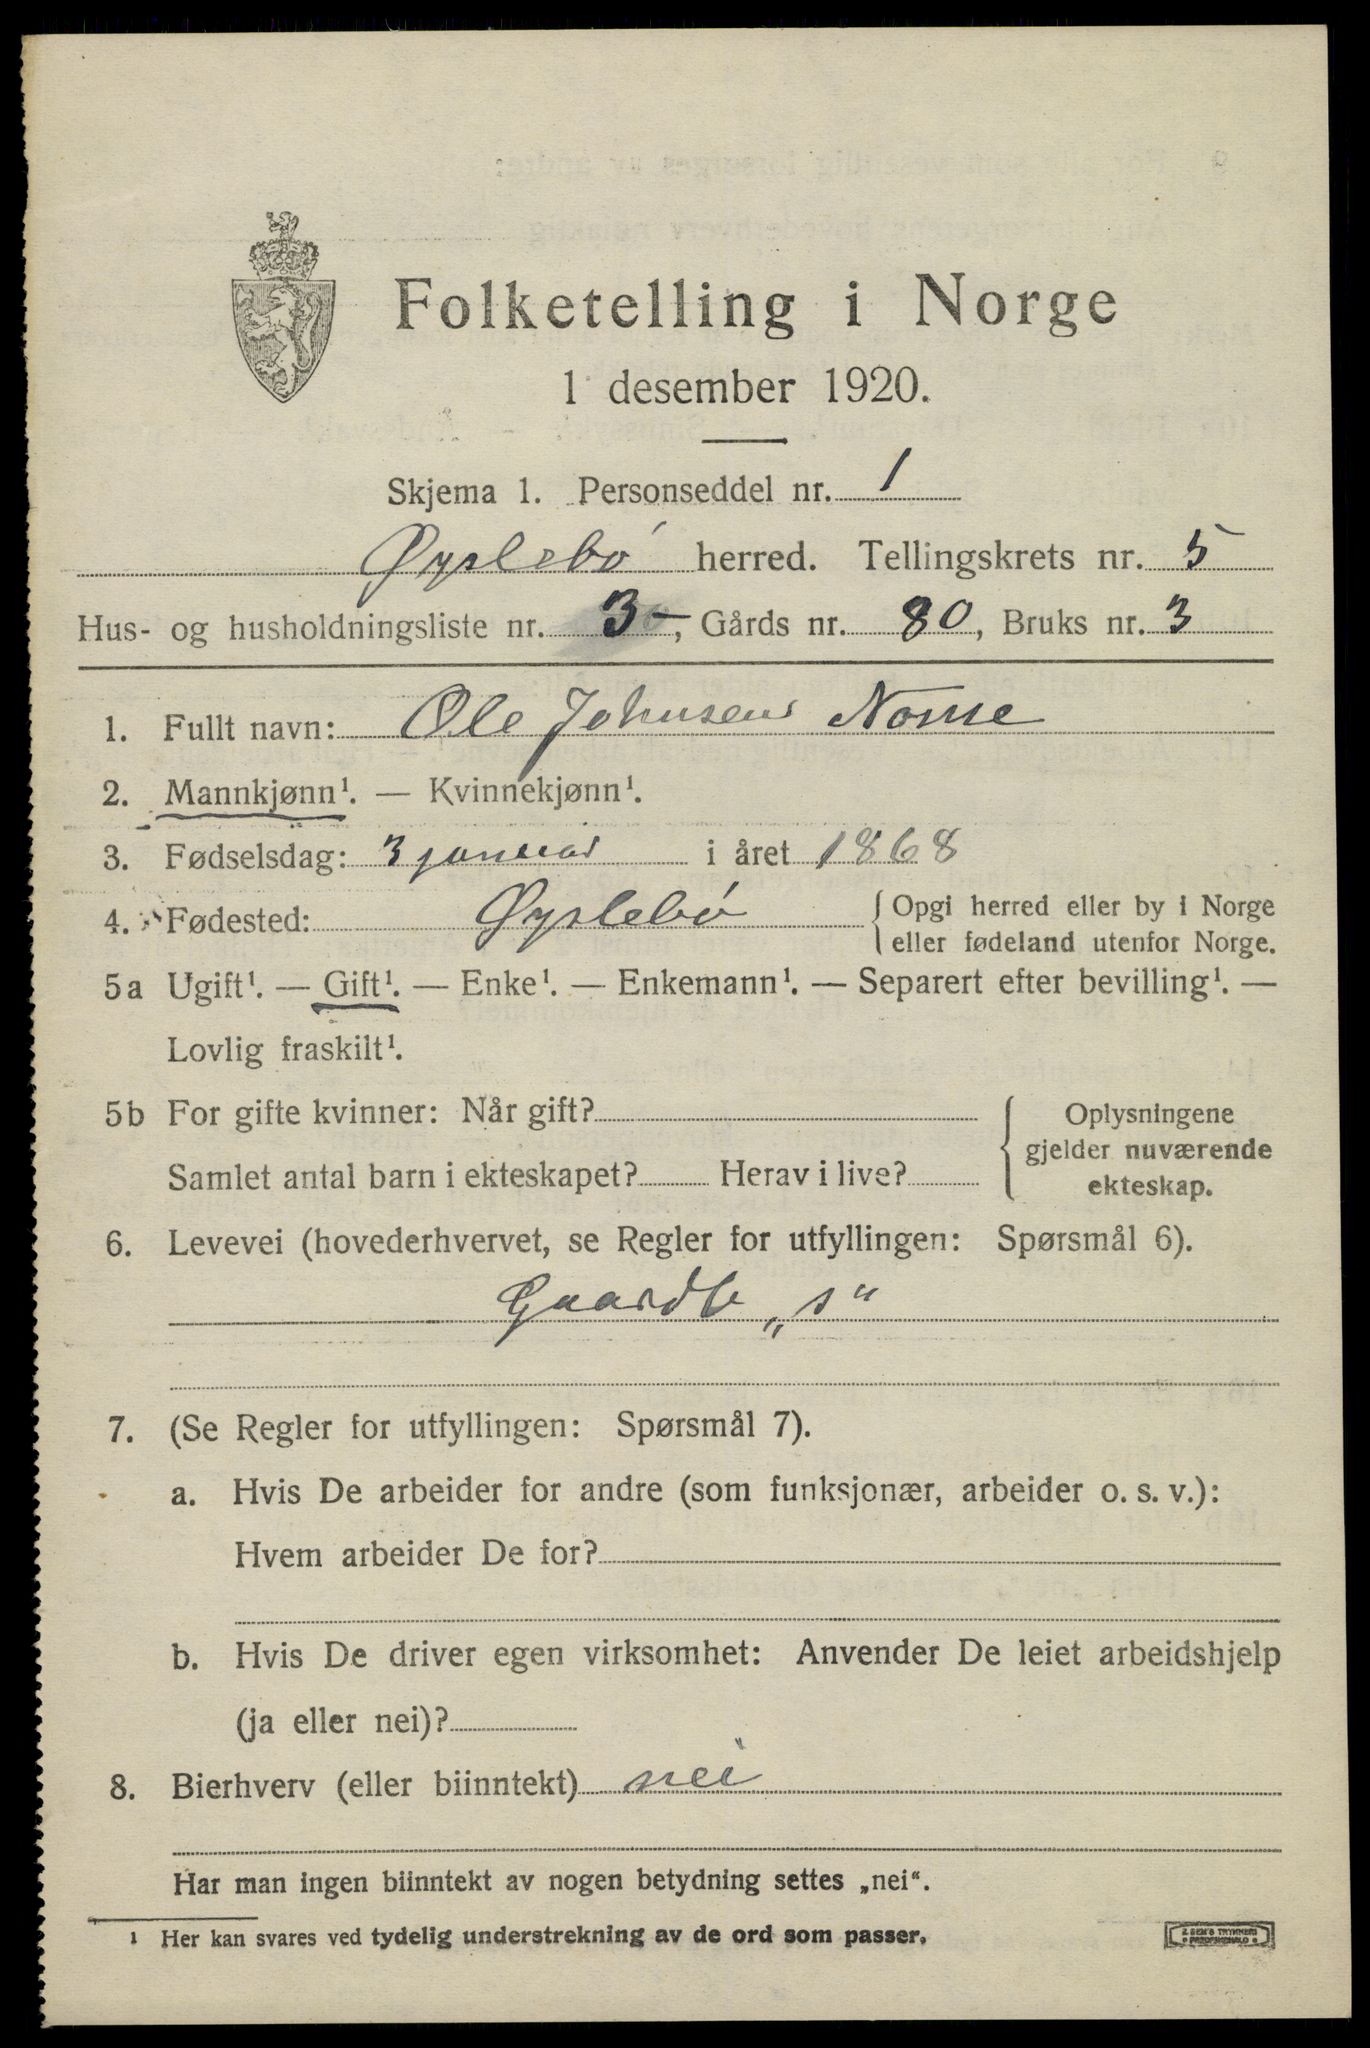 Folketelling i Norge
1 desember 1920.
Skjema 1. Personseddel nr. 1
Øyslebø herred. Tellingskrets nr. 5
Hus- og husholdningsliste nr. 3, Gårds nr. 80, Bruks nr. 3
1. Fullt navn: Ole Johnsen Nome
2. Mannkjønn¹. — Kvinnekjønn¹.
3. Fødselsdag: 3 januar i året 1868
4. Fødested: Øyslebø { Opgi herred eller by i Norge
eller fødeland utenfor Norge.
5a Ugift¹. — Gift¹. — Enke¹. — Enkemann¹. — Separert efter bevilling¹. —
Lovlig fraskilt¹.
5b For gifte kvinner: Når gift? { Oplysningene
gjelder nuværende
Samlet antal barn i ekteskapet? Herav i live?
ekteskap.
6. Levevei (hovederhvervet, se Regler for utfyllingen: Spørsmål 6).
Gaardb „s“
7. (Se Regler for utfyllingen: Spørsmål 7).
a. Hvis De arbeider for andre (som funksjonær, arbeider o. s. v.):
Hvem arbeider De for?
b. Hvis De driver egen virksomhet: Anvender De leiet arbeidshjelp
(ja eller nei)?
8. Bierhverv (eller biinntekt) nei
Har man ingen biinntekt av nogen betydning settes „nei“.
¹ Her kan svares ved tydelig understrekning av de ord som passer.